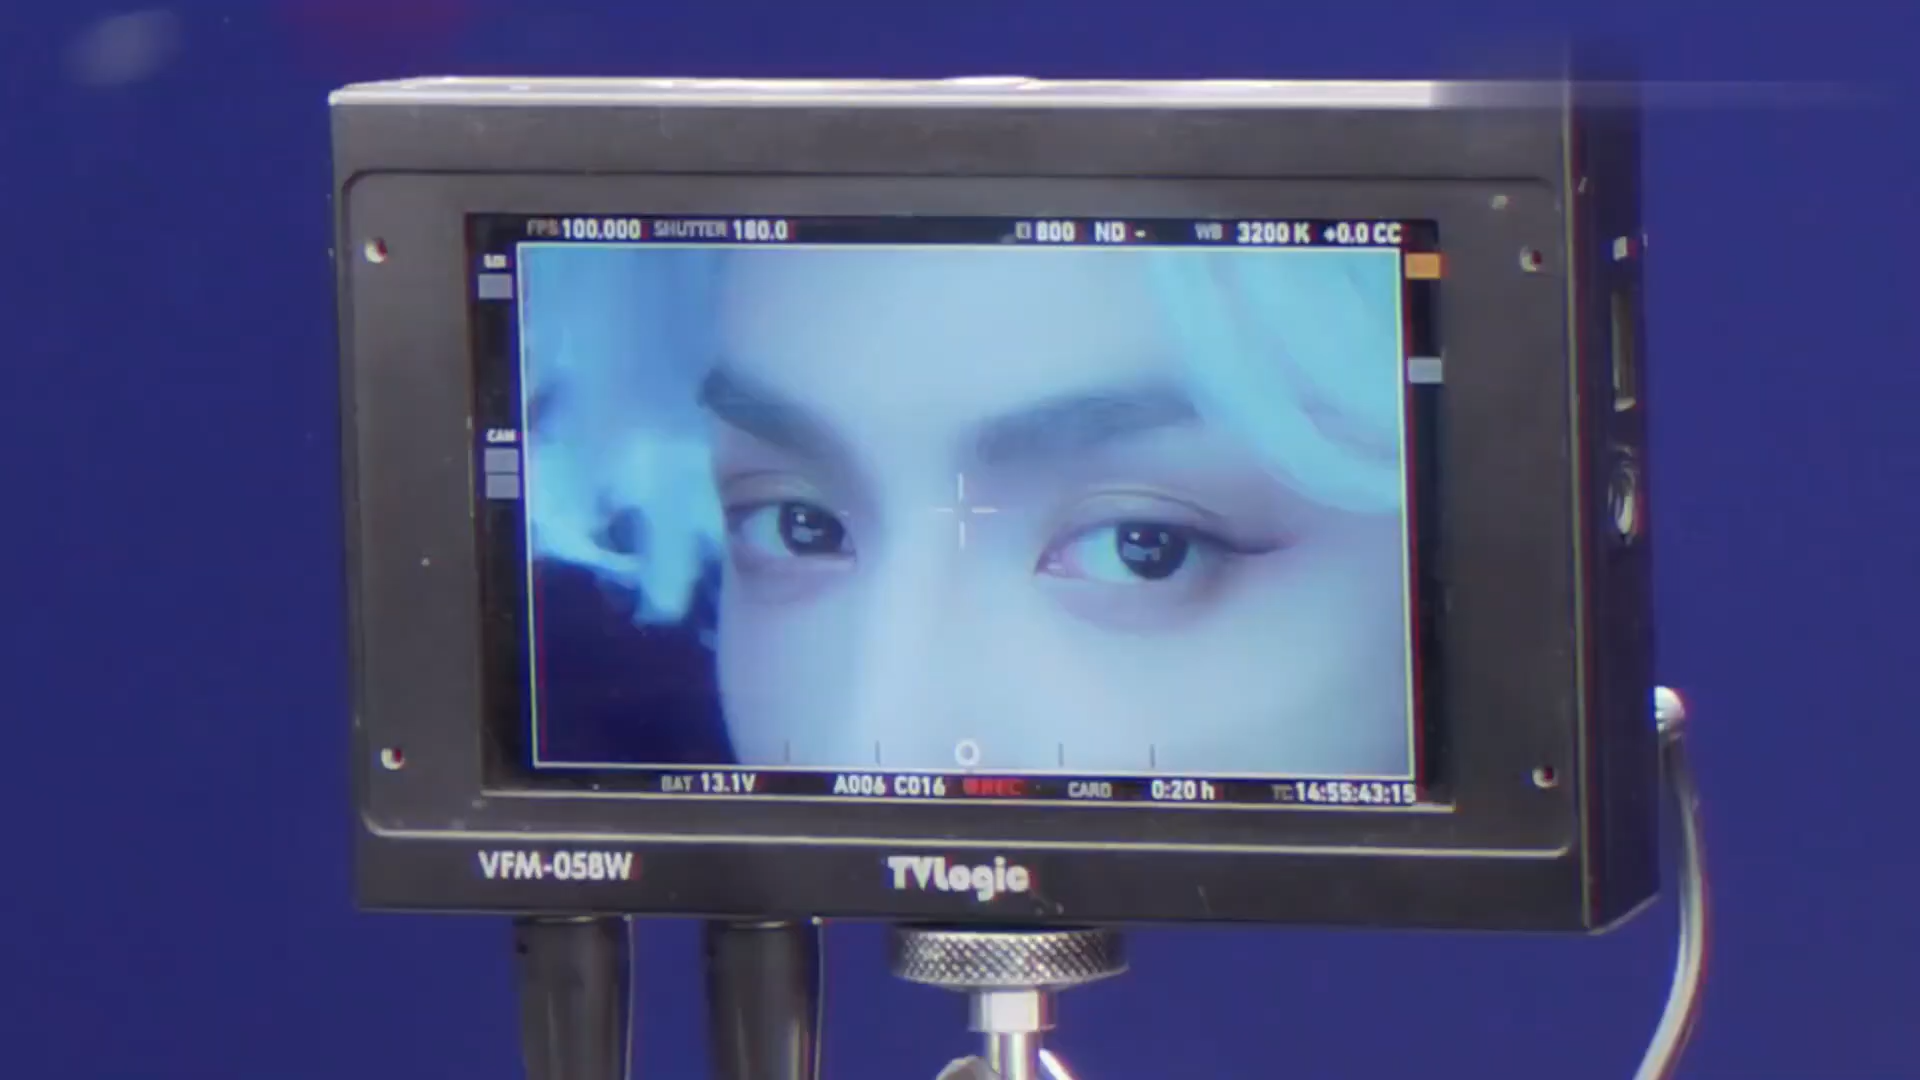 FPS 100.000 SHUTTER 180.0 EI 800 ND - WB 3200 K +0.0 CC
CAM
BAT 13.1V A006 C016 REC CARD 0:20 h TC 14:55:43:15
VFM-058W TVlogic